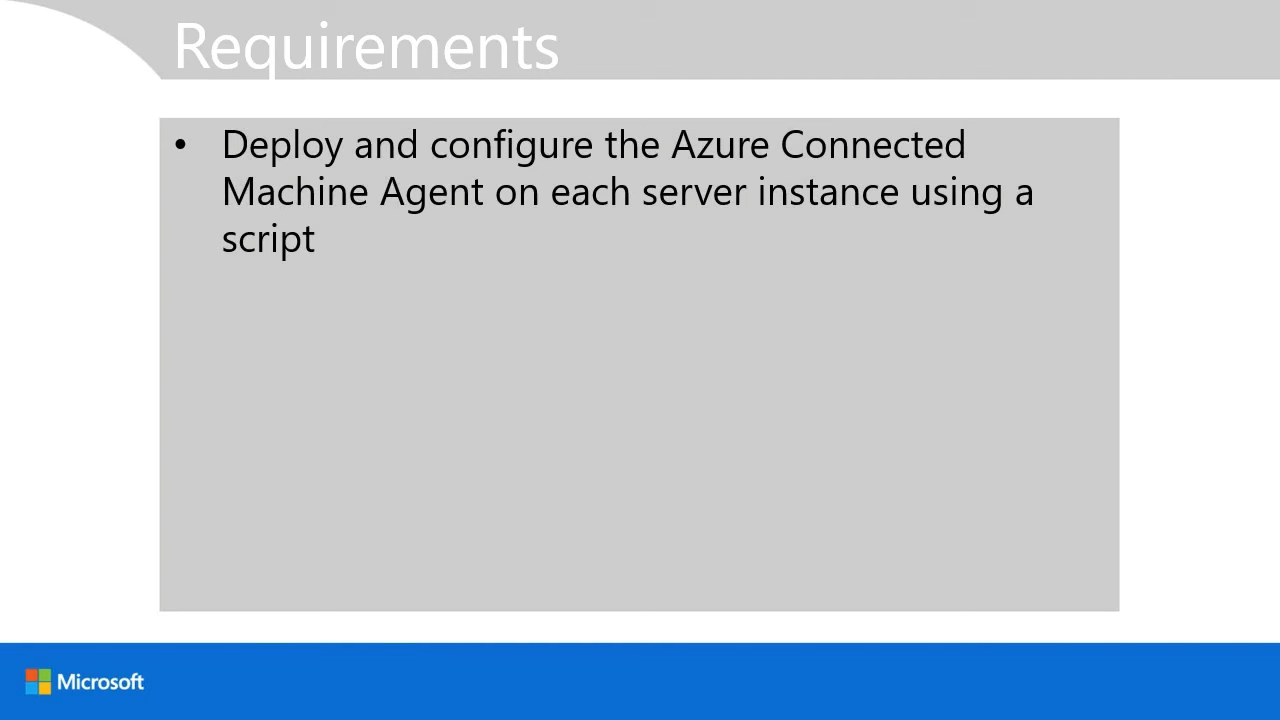 Requirements
• Deploy and configure the Azure Connected
Machine Agent on each server instance using a
script
Microsoft